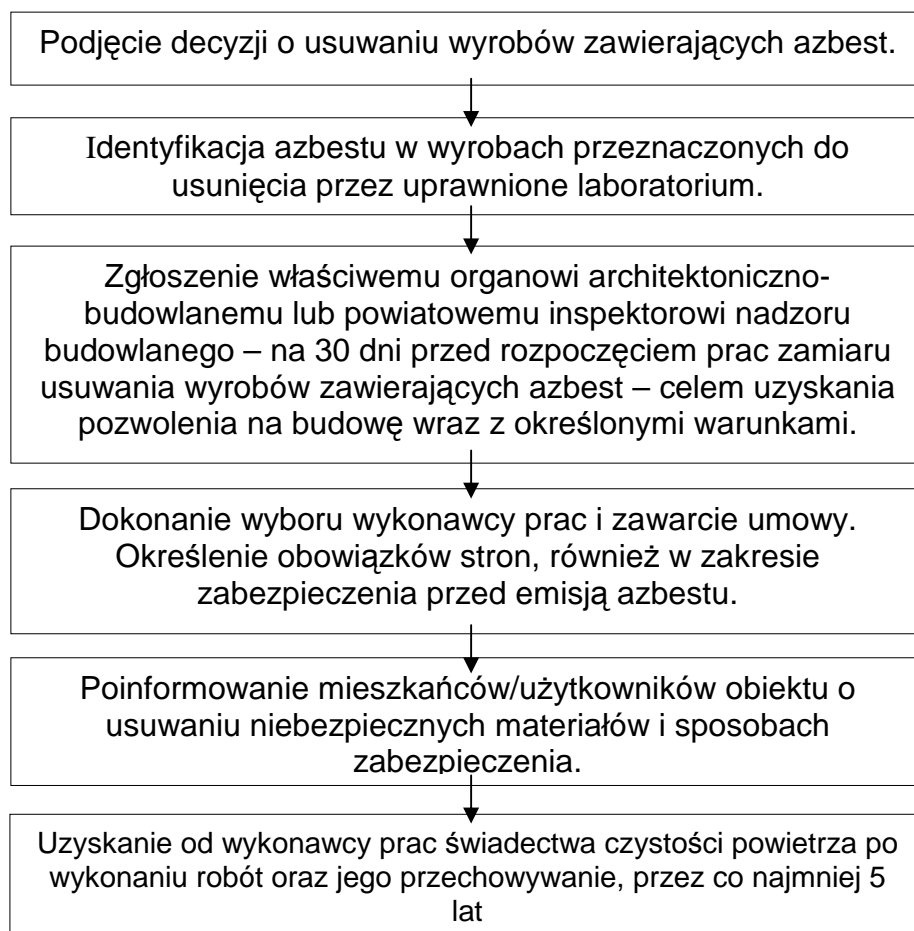 Podjęcie decyzji o usuwaniu wyrobów zawierających azbest.
Identyfikacja azbestu w wyrobach przeznaczonych do
usunięcia przez uprawnione laboratorium.
Zgłoszenie właściwemu organowi architektoniczno-
budowlanemu lub powiatowemu inspektorowi nadzoru
budowlanego – na 30 dni przed rozpoczęciem prac zamiaru
usuwania wyrobów zawierających azbest – celem uzyskania
pozwolenia na budowę wraz z określonymi warunkami.
Dokonanie wyboru wykonawcy prac i zawarcie umowy.
Określenie obowiązków stron, również w zakresie
zabezpieczenia przed emisją azbestu.
Poinformowanie mieszkańców/użytkowników obiektu o
usuwaniu niebezpiecznych materiałów i sposobach
zabezpieczenia.
Uzyskanie od wykonawcy prac świadectwa czystości powietrza po
wykonaniu robót oraz jego przechowywanie, przez co najmniej 5
lat